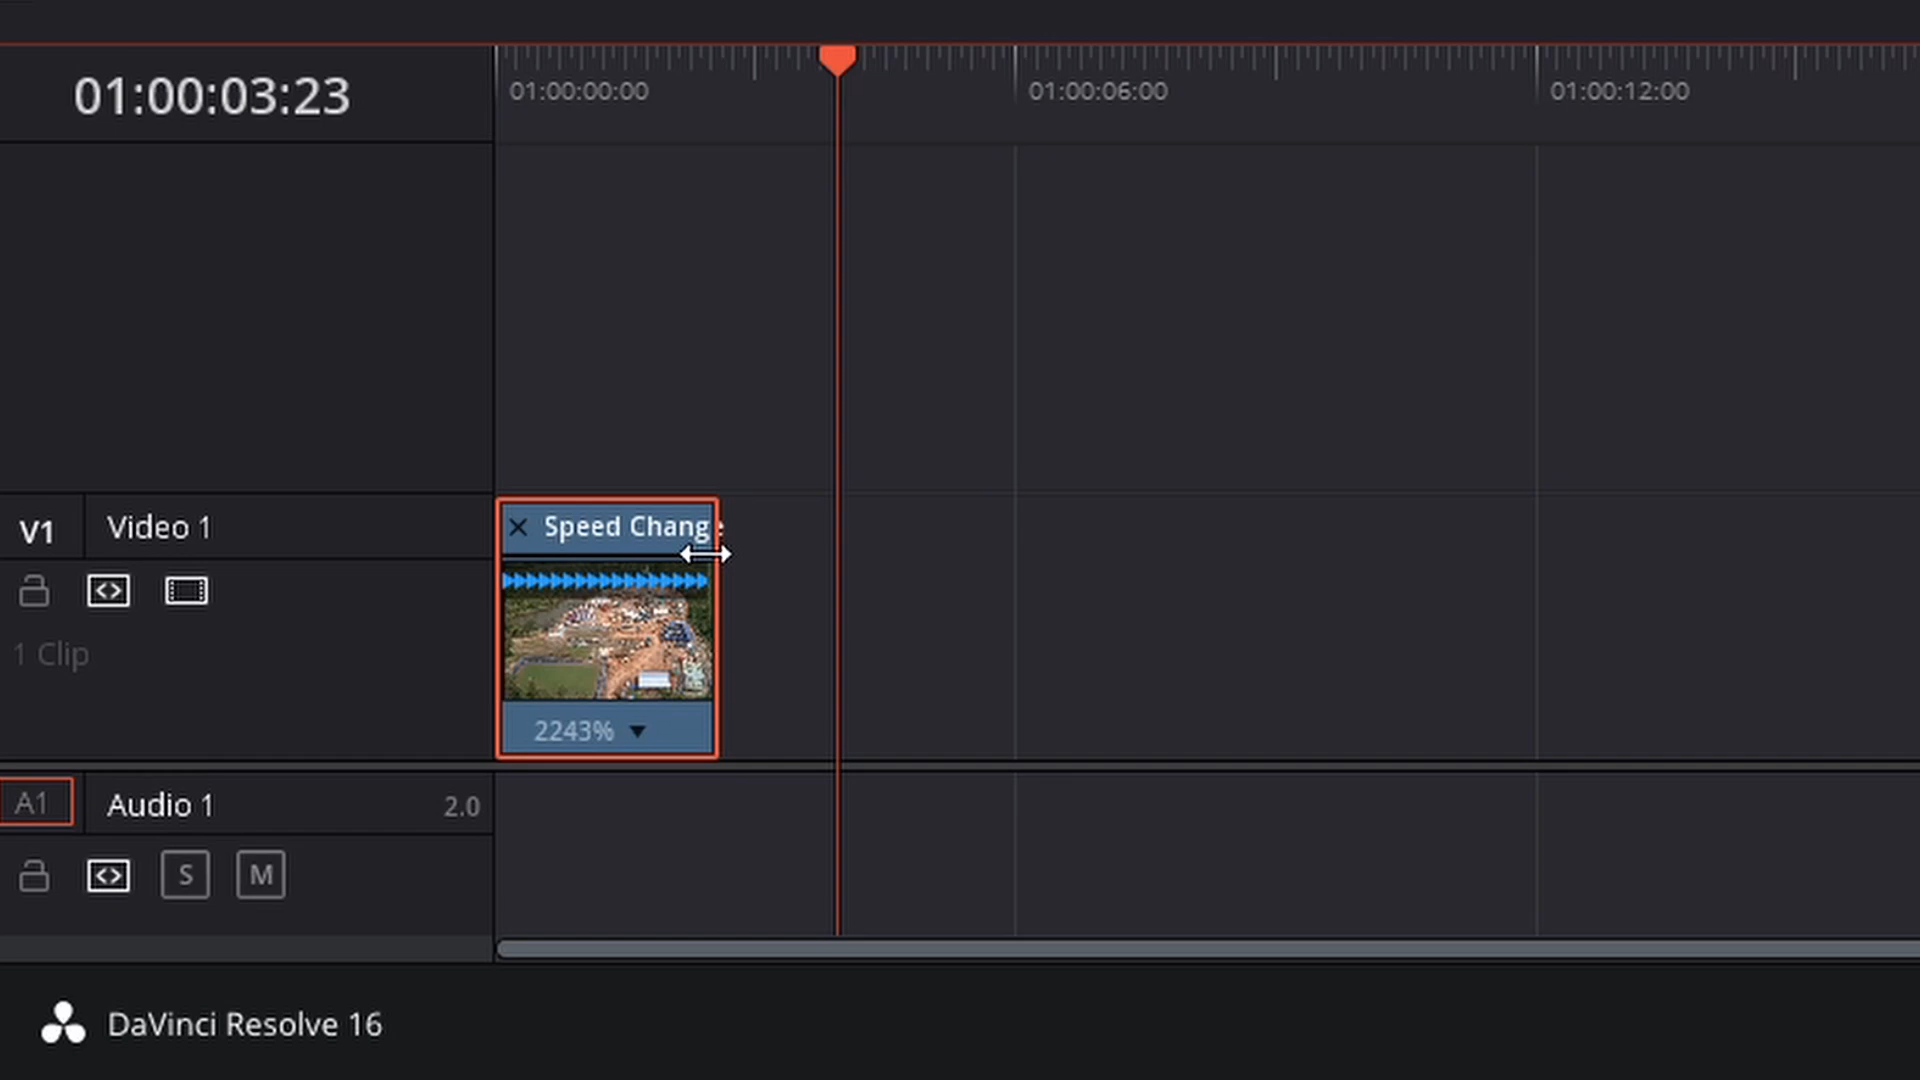 01:00:03:23
01:00:00:00
01:00:06:00
01:00:12:00
V1
Video 1
Speed Change
1 Clip
2243%
A1
Audio 1
2.0
S
M
DaVinci Resolve 16